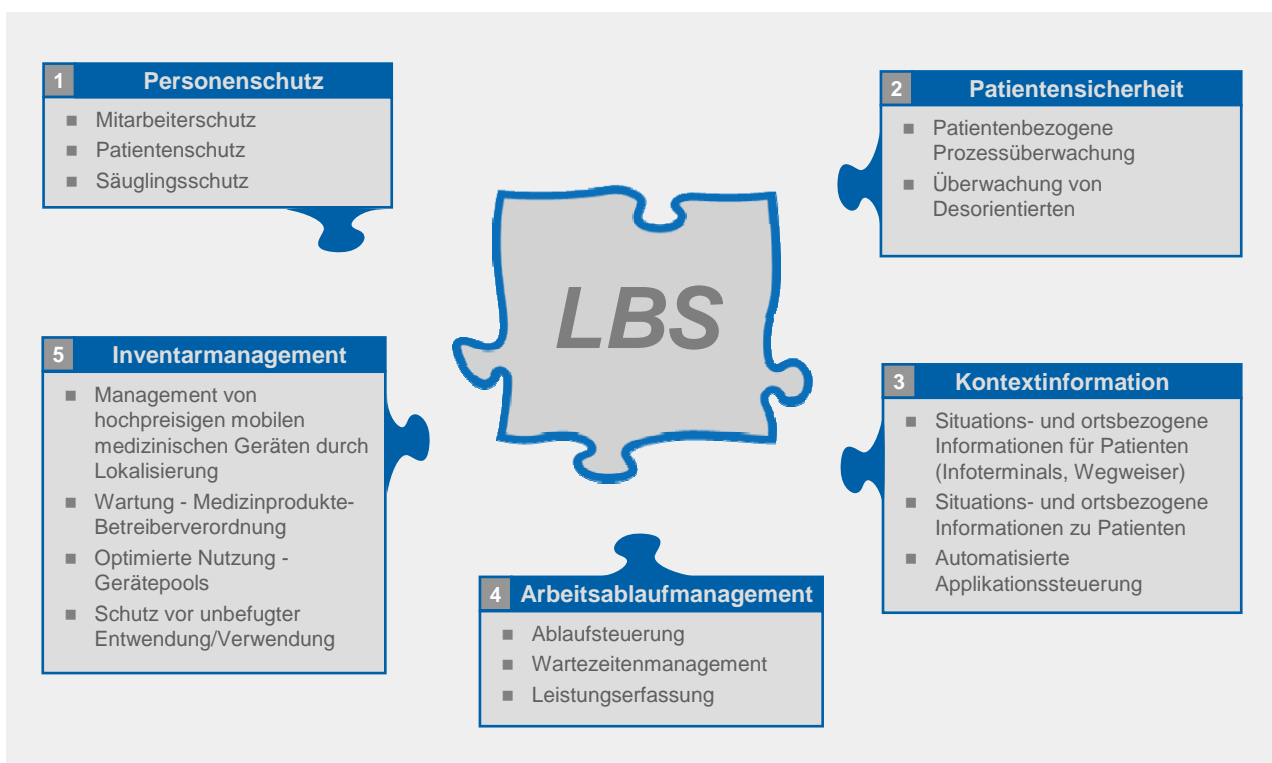 1 Personenschutz
Mitarbeiterschutz
Patientenschutz
Säuglingsschutz
2 Patientensicherheit
Patientenbezogene
Prozessüberwachung
Überwachung von
Desorientierten
LBS
3 Kontextinformation
Situations- und ortsbezogene
Informationen für Patienten
(Infoterminals, Wegweiser)
Situations- und ortsbezogene
Informationen zu Patienten
Automatisierte
Applikationssteuerung
4 Arbeitsablaufmanagement
Ablaufsteuerung
Wartezeitenmanagement
Leistungserfassung
5 Inventarmanagement
Management von
hochpreisigen mobilen
medizinischen Geräten durch
Lokalisierung
Wartung - Medizinprodukte-
Betreiberverordnung
Optimierte Nutzung -
Gerätepools
Schutz vor unbefugter
Entwendung/Verwendung